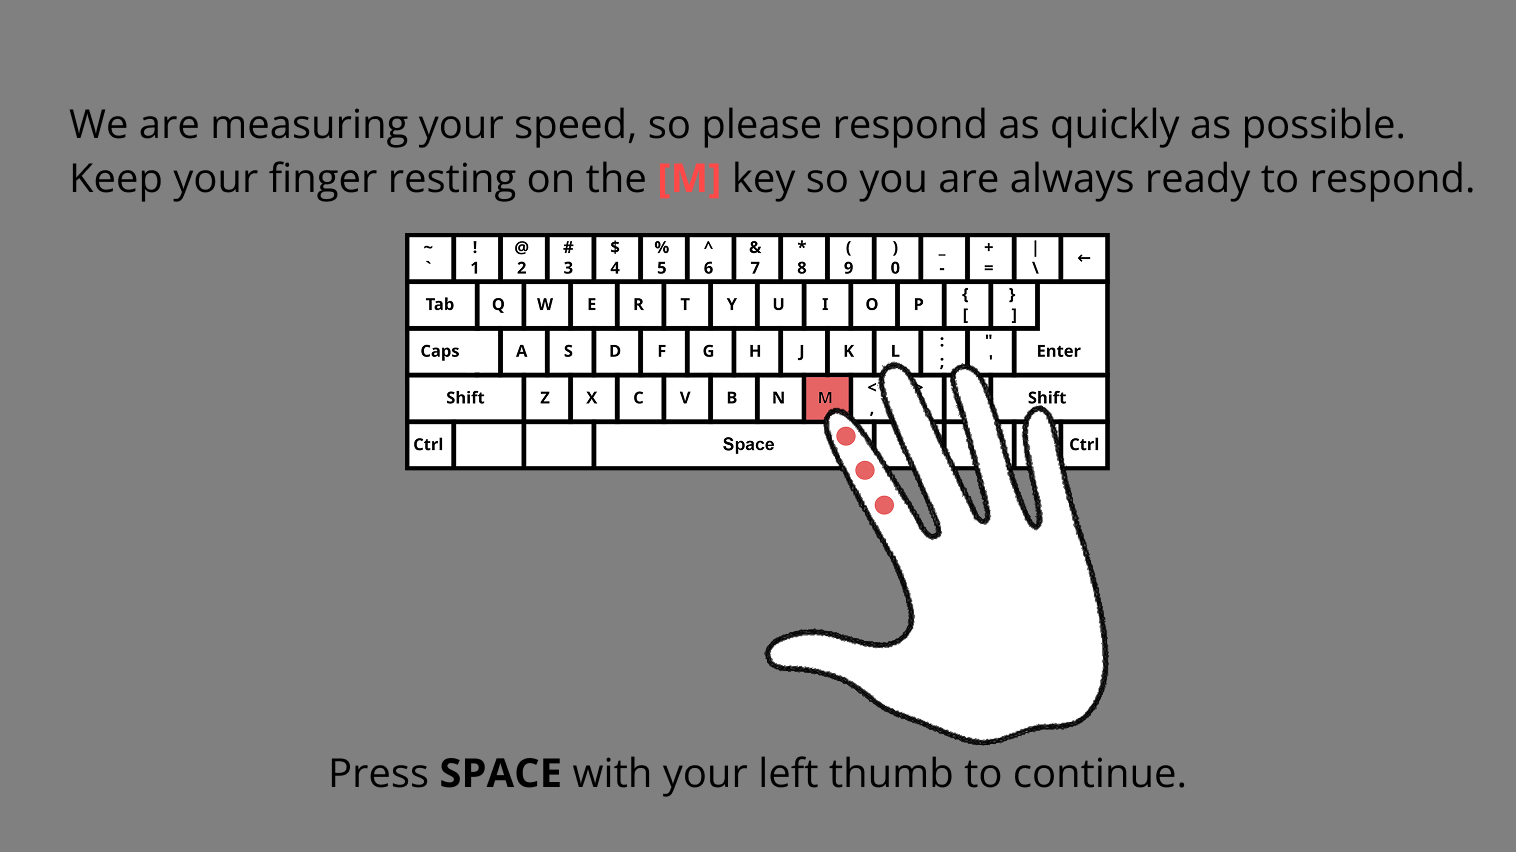 We are measuring your speed, so please respond as quickly as possible.
Keep your finger resting on the [M] key so you are always ready to respond.
~ ! @ # $ % ^ & * ( ) _ + |
` 1 2 3 4 5 6 7 8 9 0 - = \ ←
Tab Q W E R T Y U I O P { [ } ]
Caps A S D F G H J K L : ; " ' Enter
Shift Z X C V B N M < , > Shift
Ctrl Space Ctrl
Press SPACE with your left thumb to continue.